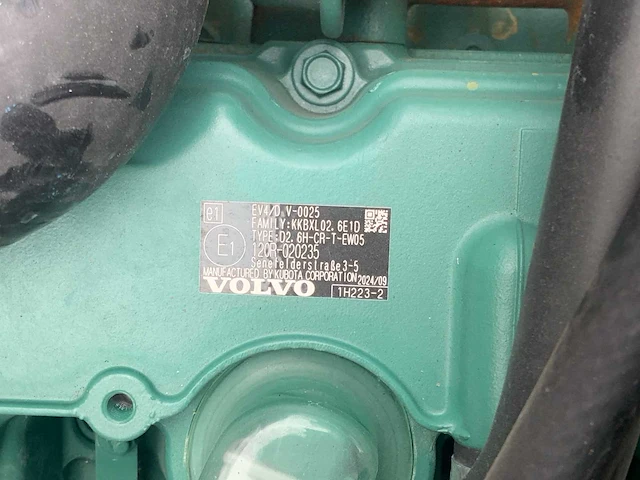 e1 EV4/D V-0025
FAMILY:KKBXL02.6E1D
TYPE:D2.6H-CR-T-EW05
E1 120R-020235
Senefelderstraße3-5
MANUFACTURED BY KUBOTA CORPORATION 2024/09
VOLVO 1H223-2